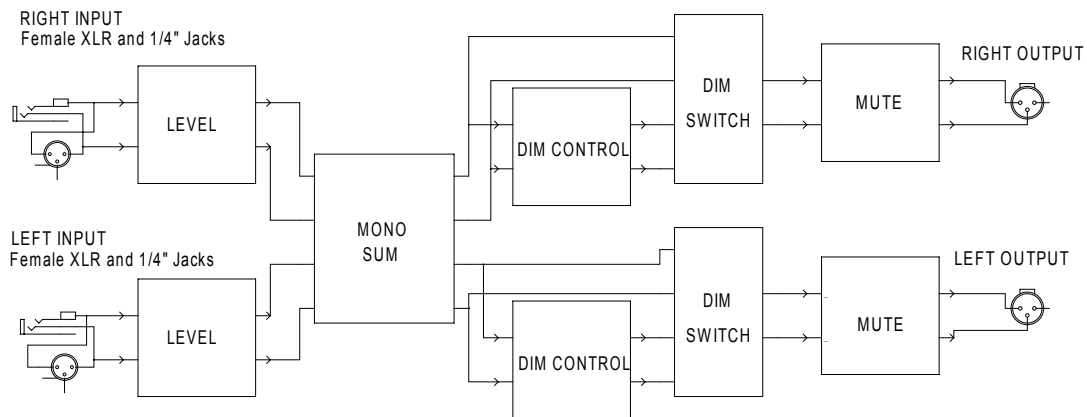 RIGHT INPUT
Female XLR and 1/4" Jacks
LEVEL
DIM CONTROL
DIM
SWITCH
MUTE
RIGHT OUTPUT
MONO
SUM
LEFT INPUT
Female XLR and 1/4" Jacks
LEVEL
DIM CONTROL
DIM
SWITCH
MUTE
LEFT OUTPUT